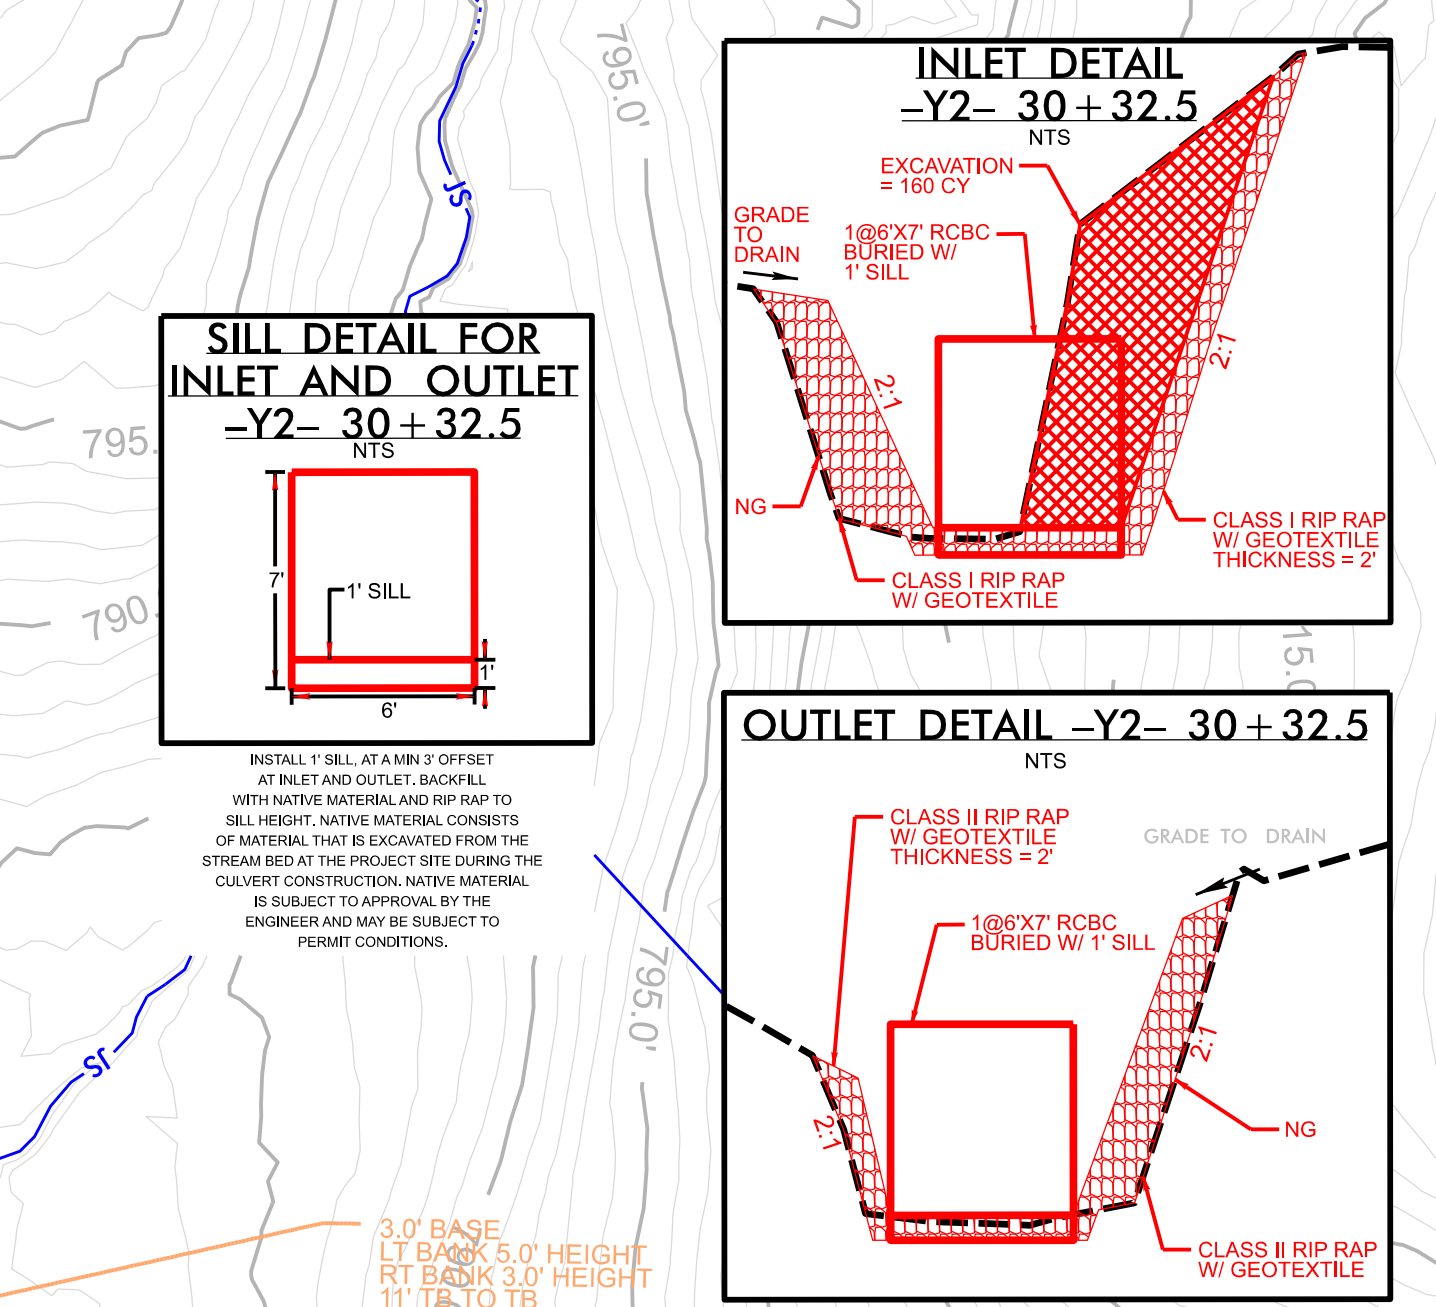 795.0'
JS
INLET DETAIL
-Y2- 30+32.5
NTS
EXCAVATION
= 160 CY
GRADE
TO
DRAIN
1@6'X7' RCBC
BURIED W/
1' SILL
2:1
2:1
NG
CLASS I RIP RAP
W/ GEOTEXTILE
THICKNESS = 2'
CLASS I RIP RAP
W/ GEOTEXTILE
SILL DETAIL FOR
INLET AND OUTLET
-Y2- 30+32.5
NTS
795.
790.
7'
1' SILL
1'
6'
INSTALL 1' SILL, AT A MIN 3' OFFSET
AT INLET AND OUTLET. BACKFILL
WITH NATIVE MATERIAL AND RIP RAP TO
SILL HEIGHT. NATIVE MATERIAL CONSISTS
OF MATERIAL THAT IS EXCAVATED FROM THE
STREAM BED AT THE PROJECT SITE DURING THE
CULVERT CONSTRUCTION. NATIVE MATERIAL
IS SUBJECT TO APPROVAL BY THE
ENGINEER AND MAY BE SUBJECT TO
PERMIT CONDITIONS.
15.0
OUTLET DETAIL -Y2- 30+32.5
NTS
CLASS II RIP RAP
W/ GEOTEXTILE
THICKNESS = 2'
GRADE TO DRAIN
1@6'X7' RCBC
BURIED W/ 1' SILL
2:1
2:1
NG
CLASS II RIP RAP
W/ GEOTEXTILE
795.0'
JS
3.0' BASE
LT BANK 5.0' HEIGHT
RT BANK 3.0' HEIGHT
11' TB TO TB